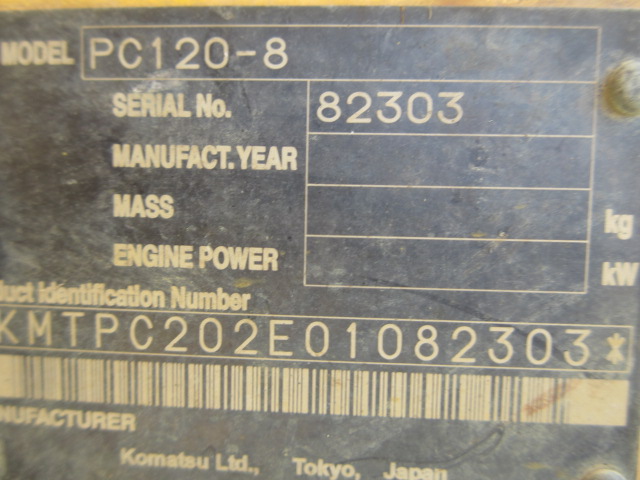 MODEL PC120-8
SERIAL No. 82303
MANUFACT.YEAR
MASS kg
ENGINE POWER kW
duct Identification Number
KMTPC202E01082303*
NUFACTURER
Komatsu Ltd., Tokyo, Japan